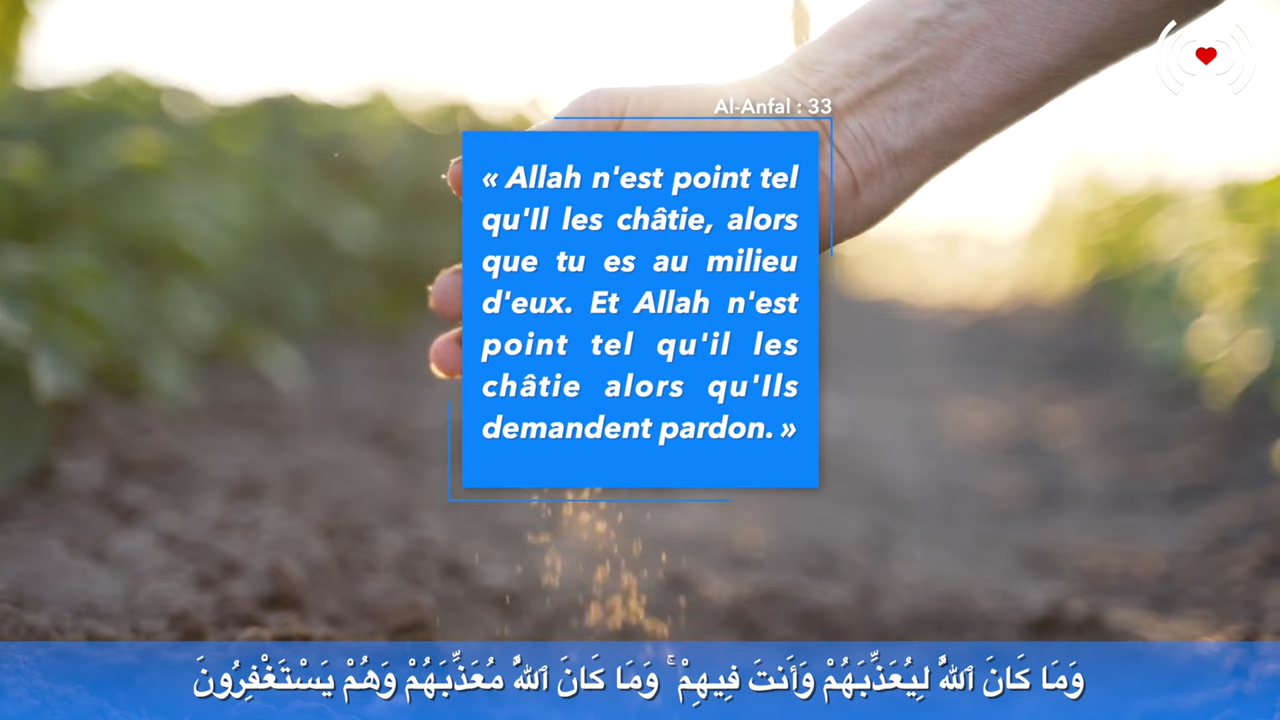 Al-Anfal : 33
« Allah n'est point tel
qu'Il les châtie, alors
que tu es au milieu
d'eux. Et Allah n'est
point tel qu'il les
châtie alors qu'Ils
demandent pardon. »
وَمَا كَانَ ٱللَّهُ لِيُعَذِّبَهُمْ وَأَنتَ فِيهِمْ ۚ وَمَا كَانَ ٱللَّهُ مُعَذِّبَهُمْ وَهُمْ يَسْتَغْفِرُونَ